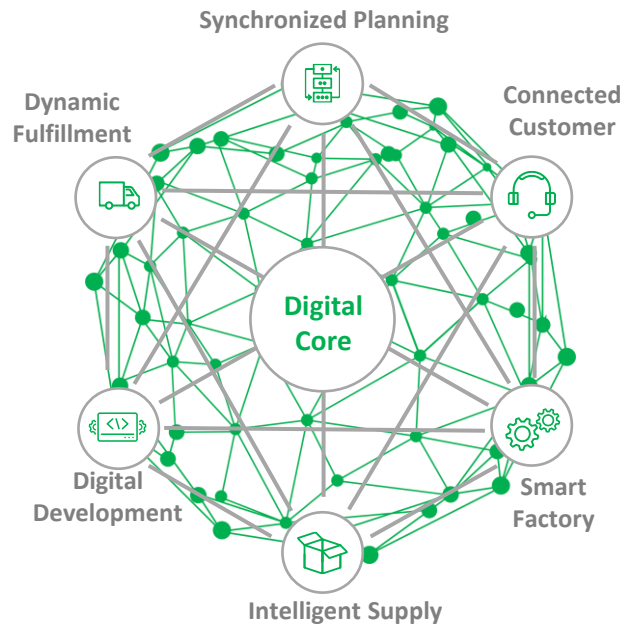 Synchronized Planning
Dynamic
Fulfillment
Connected
Customer
Digital
Core
</>
Digital
Development
Smart
Factory
Intelligent Supply